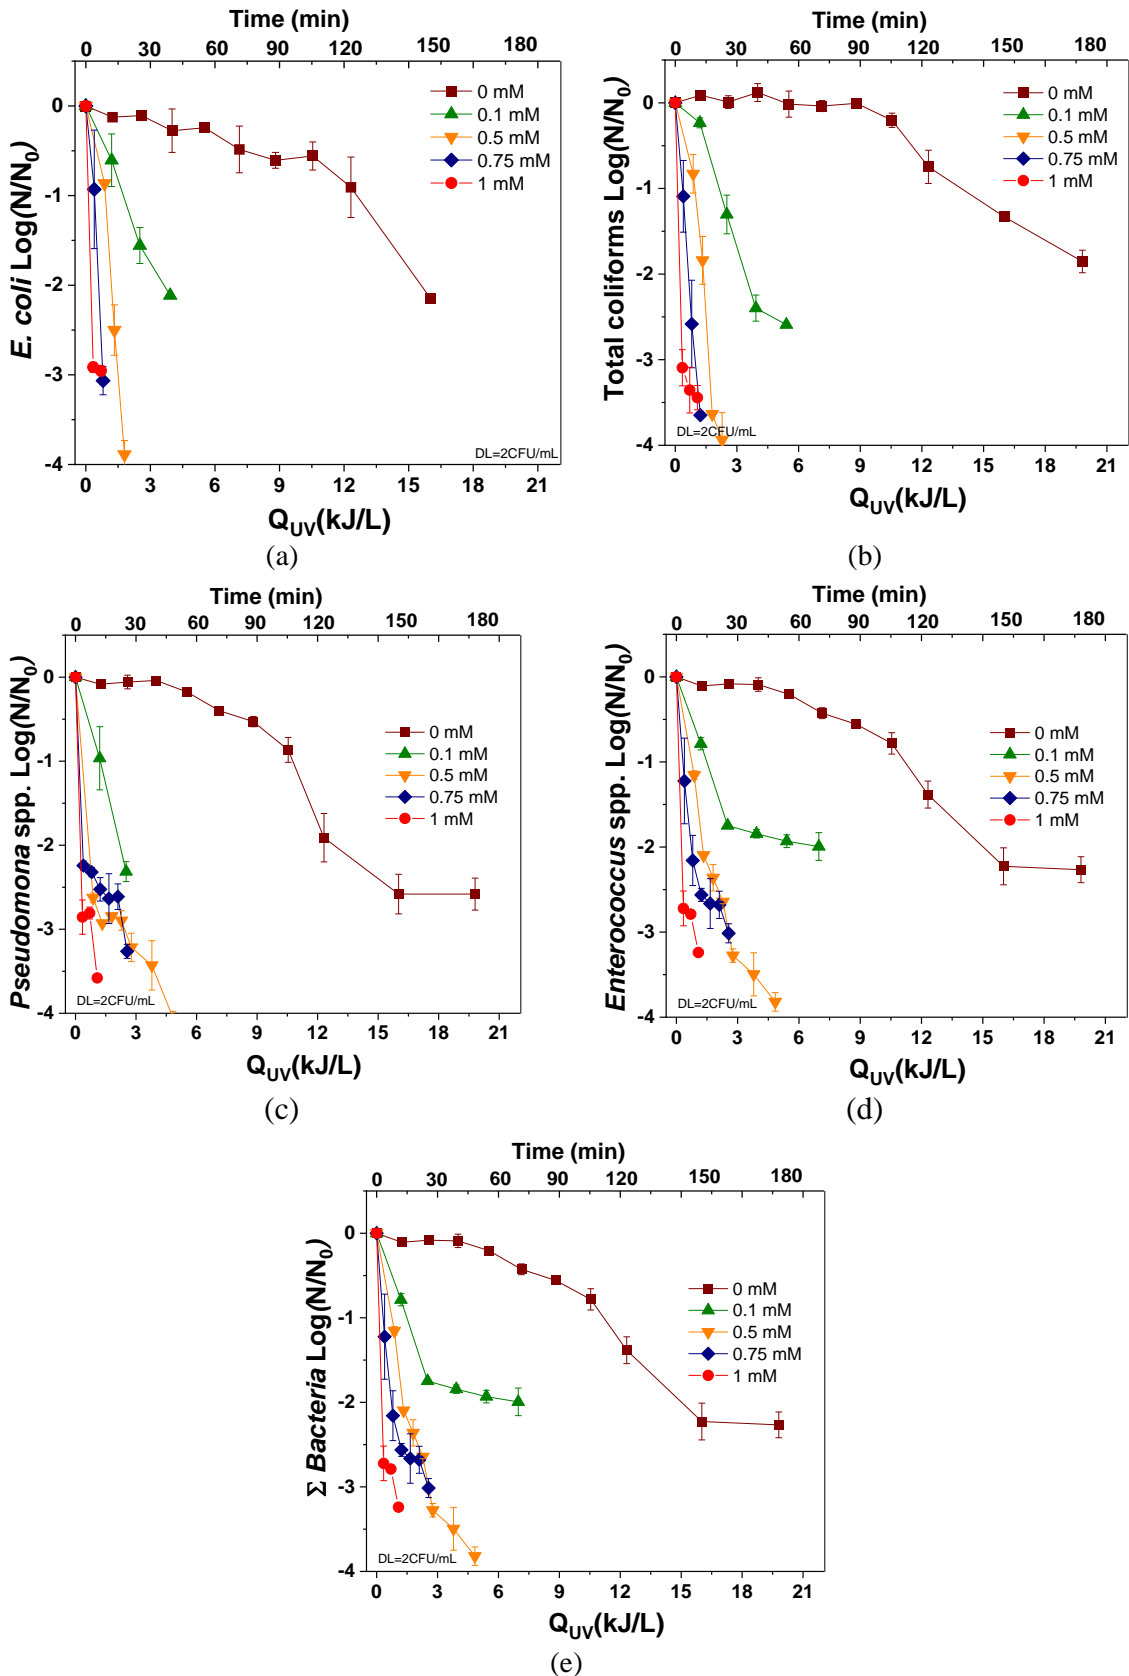 Time (min)
0 30 60 90 120 150 180
0 mM
0.1 mM
0.5 mM
0.75 mM
1 mM
E. coli Log(N/N0)
0
-1
-2
-3
-4
DL=2CFU/mL
0 3 6 9 12 15 18 21
QUV(kJ/L)
(a)
Time (min)
0 30 60 90 120 150 180
0 mM
0.1 mM
0.5 mM
0.75 mM
1 mM
Total coliforms Log(N/N0)
0
-1
-2
-3
-4
DL=2CFU/mL
0 3 6 9 12 15 18 21
QUV(kJ/L)
(b)
Time (min)
0 30 60 90 120 150 180
0 mM
0.1 mM
0.5 mM
0.75 mM
1 mM
Pseudomona spp. Log(N/N0)
0
-1
-2
-3
-4
DL=2CFU/mL
0 3 6 9 12 15 18 21
QUV(kJ/L)
(c)
Time (min)
0 30 60 90 120 150 180
0 mM
0.1 mM
0.5 mM
0.75 mM
1 mM
Enterococcus spp. Log(N/N0)
0
-1
-2
-3
-4
DL=2CFU/mL
0 3 6 9 12 15 18 21
QUV(kJ/L)
(d)
Time (min)
0 30 60 90 120 150 180
0 mM
0.1 mM
0.5 mM
0.75 mM
1 mM
Σ Bacteria Log(N/N0)
0
-1
-2
-3
-4
DL=2CFU/mL
0 3 6 9 12 15 18 21
QUV(kJ/L)
(e)